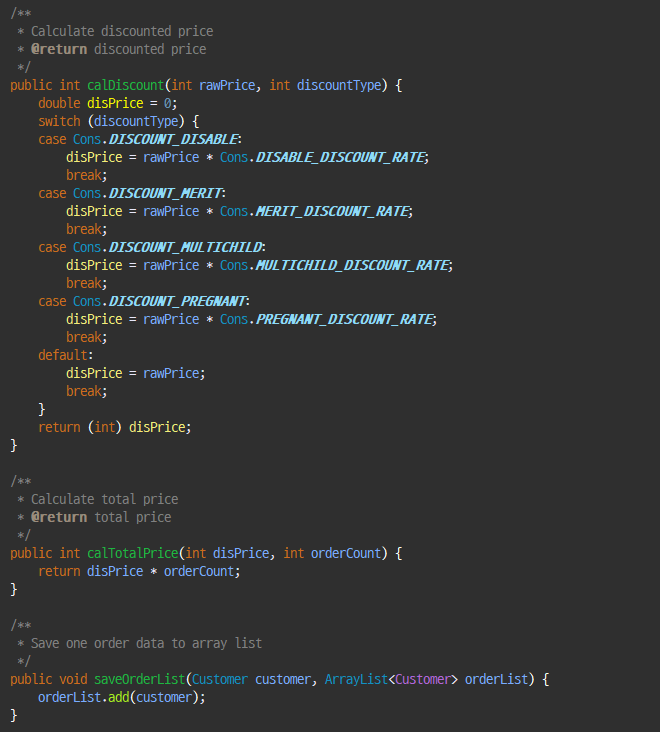 /**
 * Calculate discounted price
 * @return discounted price
 */
public int calDiscount(int rawPrice, int discountType) {
    double disPrice = 0;
    switch (discountType) {
    case Cons.DISCOUNT_DISABLE:
        disPrice = rawPrice * Cons.DISABLE_DISCOUNT_RATE;
        break;
    case Cons.DISCOUNT_MERIT:
        disPrice = rawPrice * Cons.MERIT_DISCOUNT_RATE;
        break;
    case Cons.DISCOUNT_MULTICHILD:
        disPrice = rawPrice * Cons.MULTICHILD_DISCOUNT_RATE;
        break;
    case Cons.DISCOUNT_PREGNANT:
        disPrice = rawPrice * Cons.PREGNANT_DISCOUNT_RATE;
        break;
    default:
        disPrice = rawPrice;
        break;
    }
    return (int) disPrice;
}

/**
 * Calculate total price
 * @return total price
 */
public int calTotalPrice(int disPrice, int orderCount) {
    return disPrice * orderCount;
}

/**
 * Save one order data to array list
 */
public void saveOrderList(Customer customer, ArrayList<Customer> orderList) {
    orderList.add(customer);
}